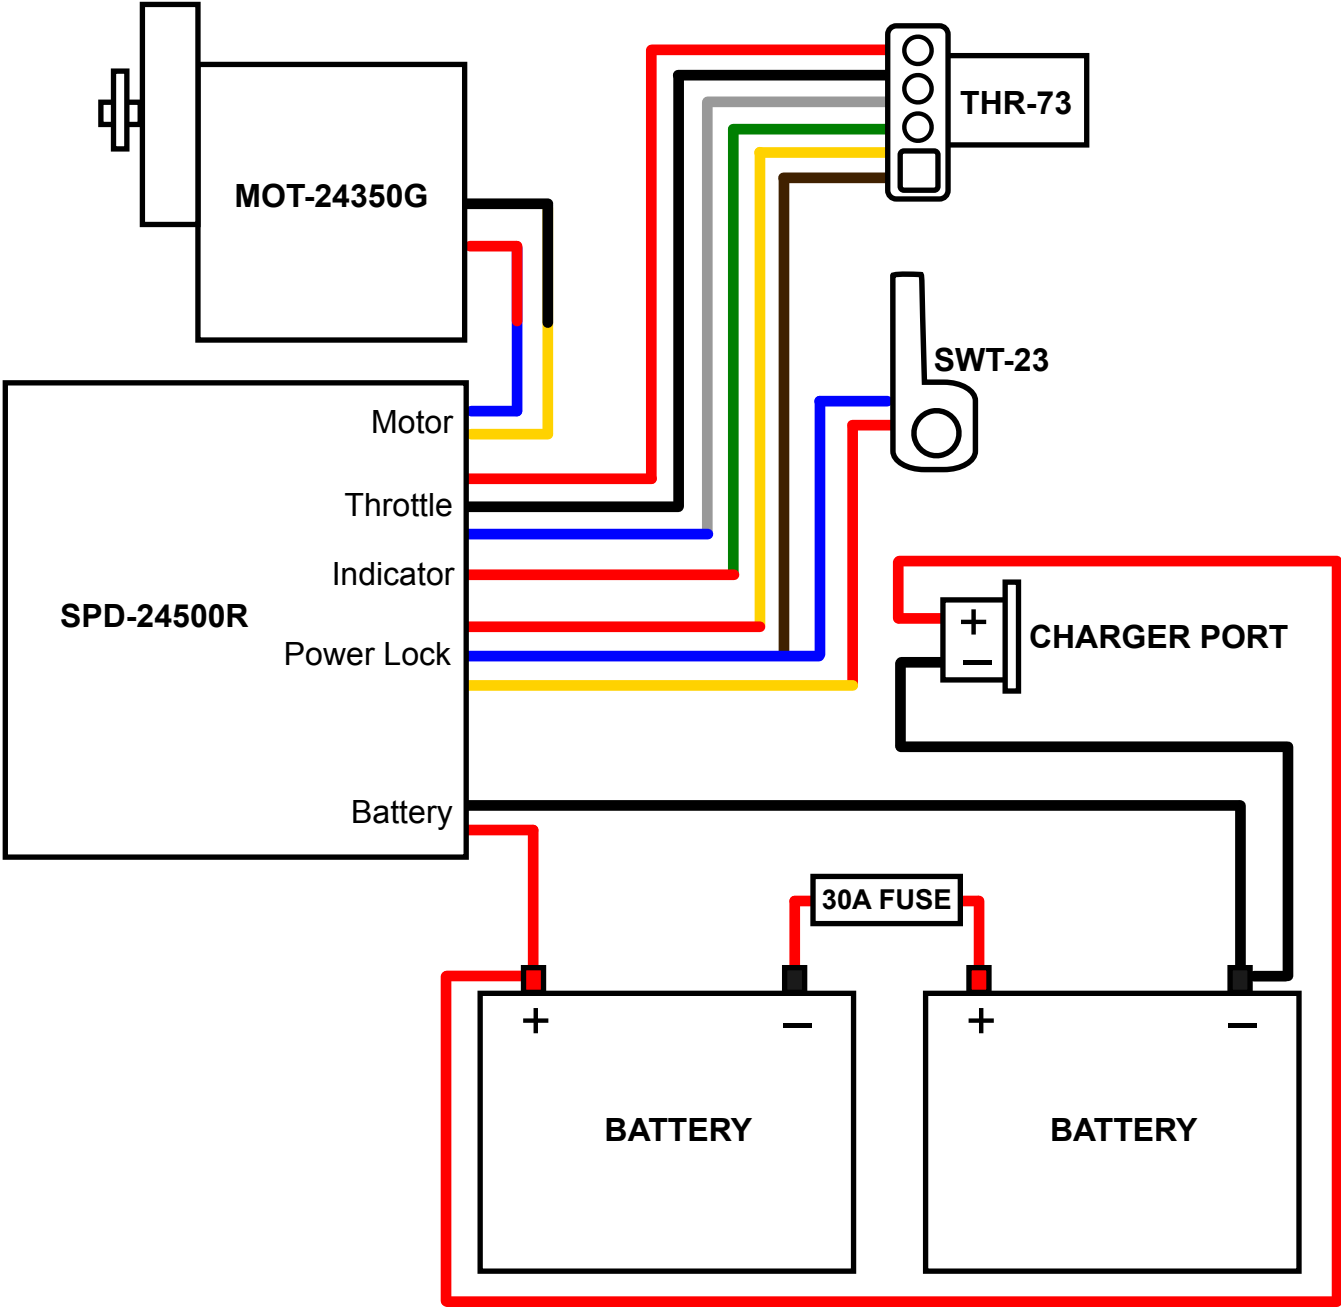 MOT-24350G
THR-73
SWT-23
SPD-24500R
Motor
Throttle
Indicator
Power Lock
Battery
+
−
CHARGER PORT
30A FUSE
+
−
BATTERY
+
−
BATTERY